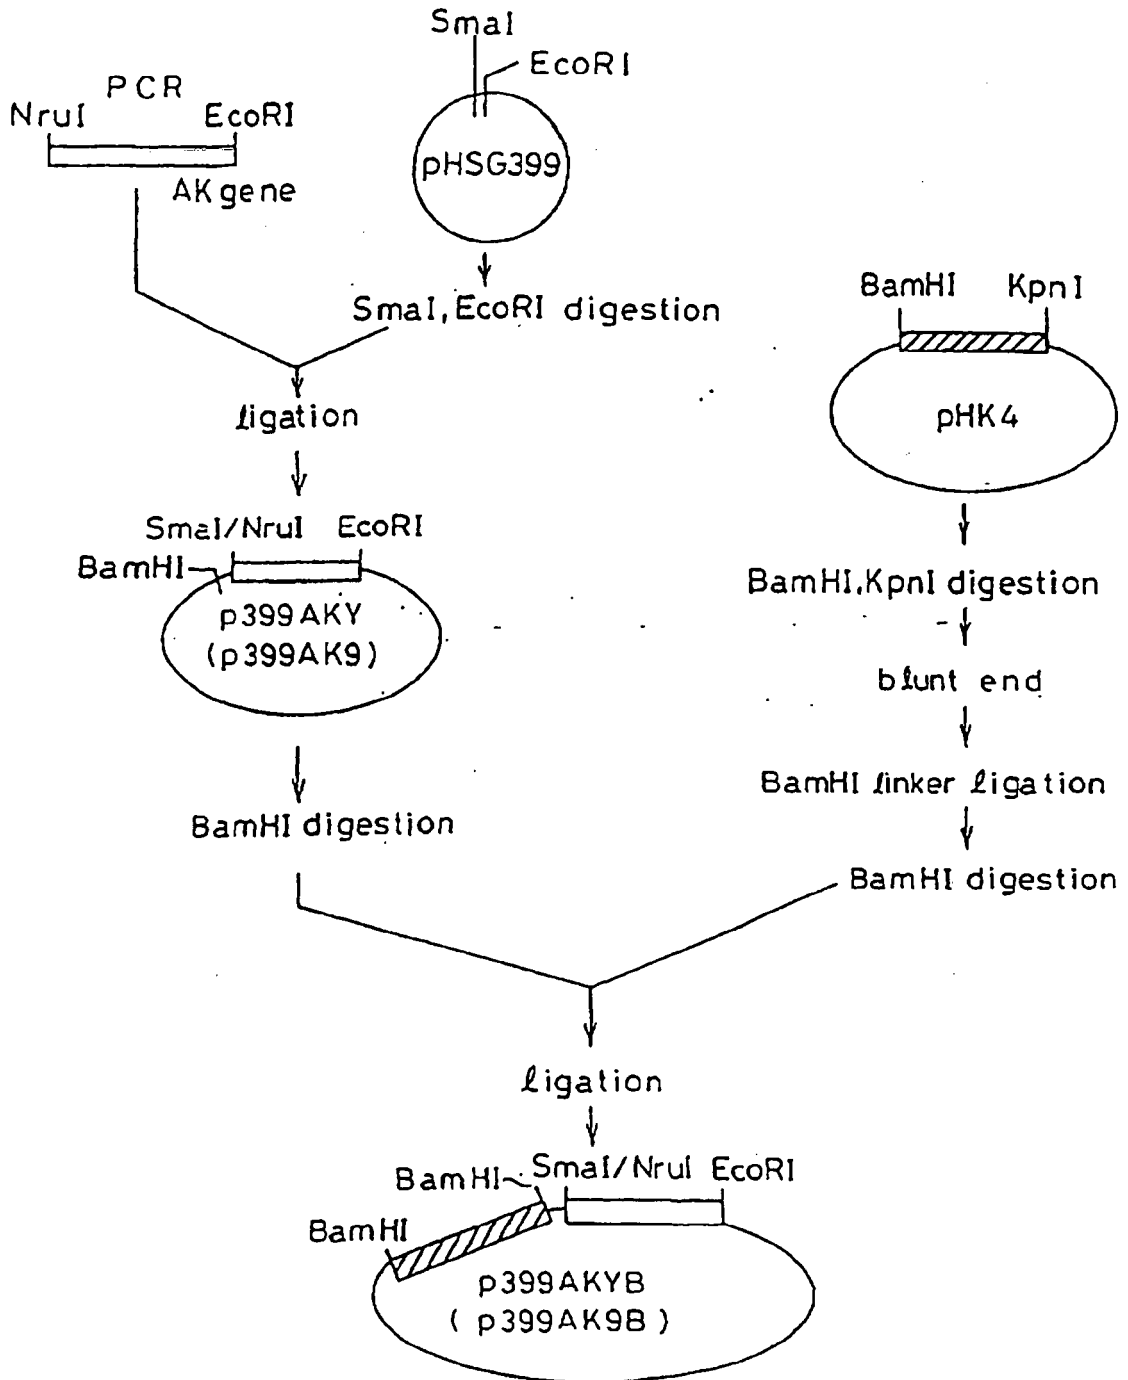 SmaI
EcoRI
PCR
NruI EcoRI
AK gene
pHSG399
SmaI, EcoRI digestion
ligation
BamHI KpnI
pHK4
SmaI/NruI EcoRI
BamHI
p399AKY
(p399AK9)
BamHI, KpnI digestion
blunt end
BamHI linker ligation
BamHI digestion
BamHI digestion
ligation
BamHI SmaI/NruI EcoRI
BamHI
p399AKYB
(p399AK9B)